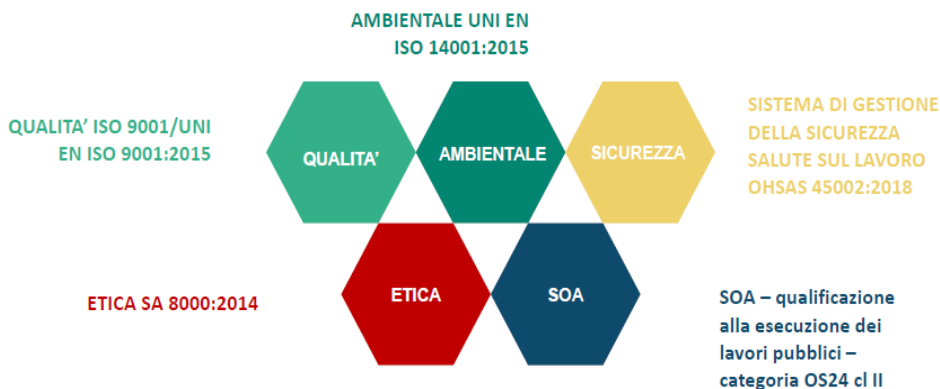 AMBIENTALE UNI EN
ISO 14001:2015
QUALITA’ ISO 9001/UNI
EN ISO 9001:2015
QUALITA’
AMBIENTALE
SICUREZZA
SISTEMA DI GESTIONE
DELLA SICUREZZA
SALUTE SUL LAVORO
OHSAS 45002:2018
ETICA SA 8000:2014
ETICA
SOA
SOA – qualificazione
alla esecuzione dei
lavori pubblici –
categoria OS24 cl II